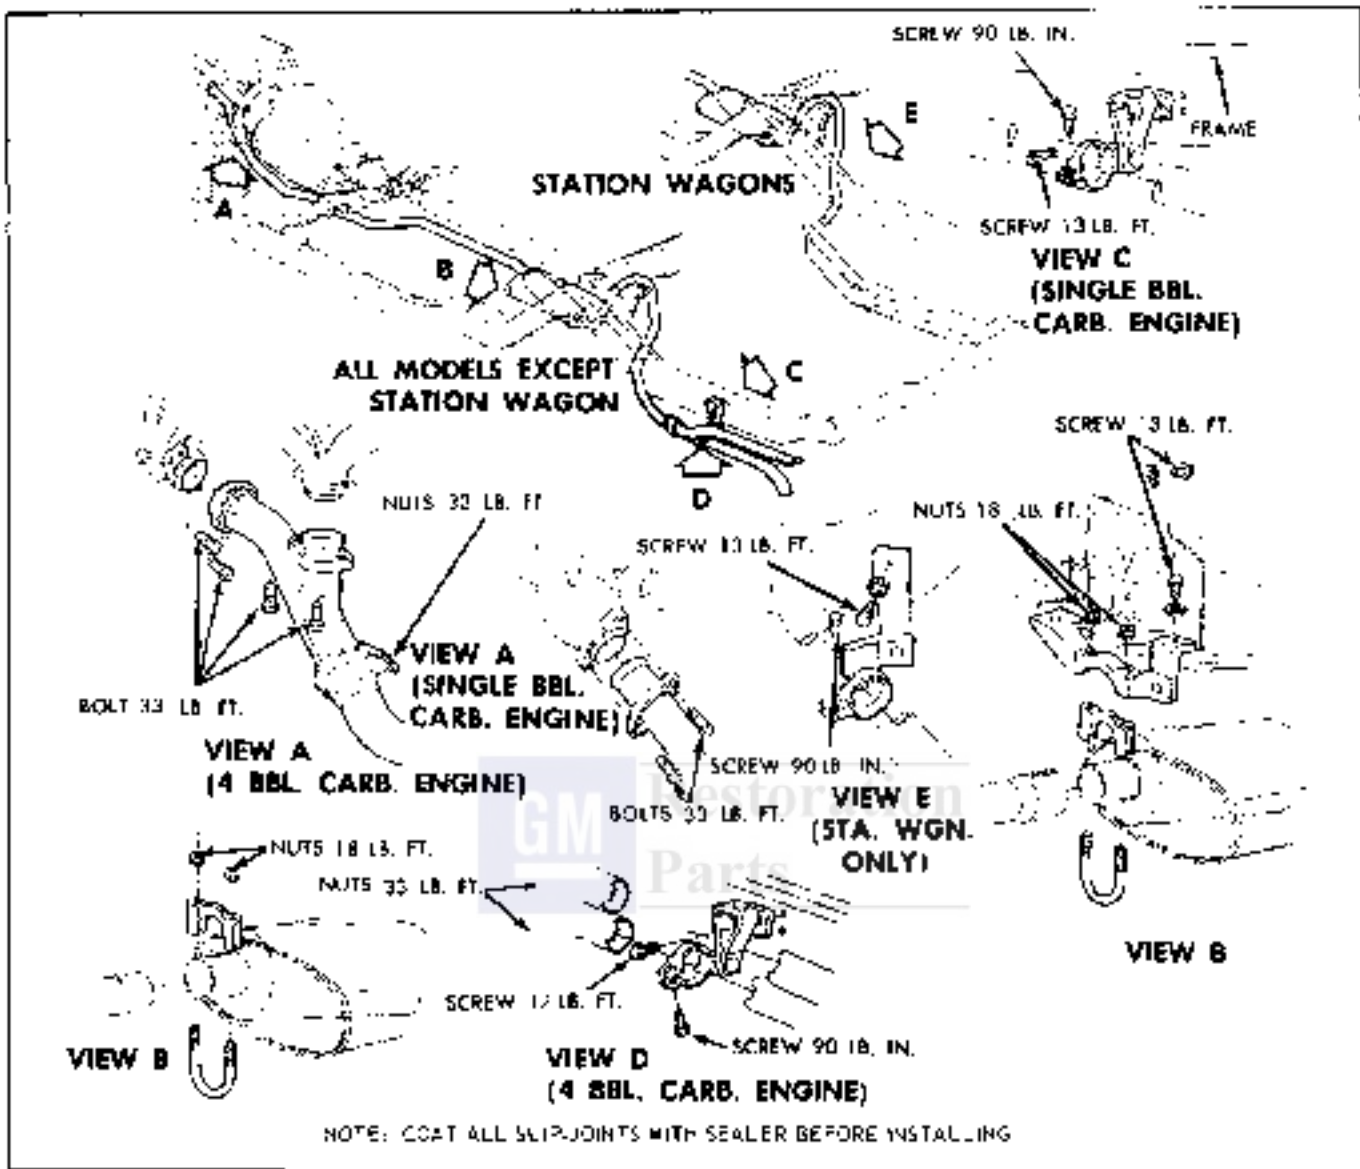 SCREW 90 LB. IN.
FRAME
E
STATION WAGONS
A
SCREW 13 LB. FT.
VIEW C
(SINGLE BBL.
CARB. ENGINE)
B
ALL MODELS EXCEPT
STATION WAGON
C
D
SCREW 13 LB. FT.
NUTS 32 LB. FT
NUTS 18 LB. FT.
SCREW 13 LB. FT.
VIEW A
(SINGLE BBL.
CARB. ENGINE)
BOLT 33 LB FT.
VIEW A
(4 BBL. CARB. ENGINE)
SCREW 90 LB IN.
BOLTS 33 LB. FT.
VIEW E
(STA. WGN.
ONLY)
GM
Restoration
Parts
NUTS 18 LB. FT.
NUTS 33 LB. FT.
VIEW B
SCREW LB. FT.
VIEW B
SCREW 90 LB. IN.
VIEW D
(4 BBL. CARB. ENGINE)
NOTE: COAT ALL SLIP-JOINTS WITH SEALER BEFORE INSTALLING